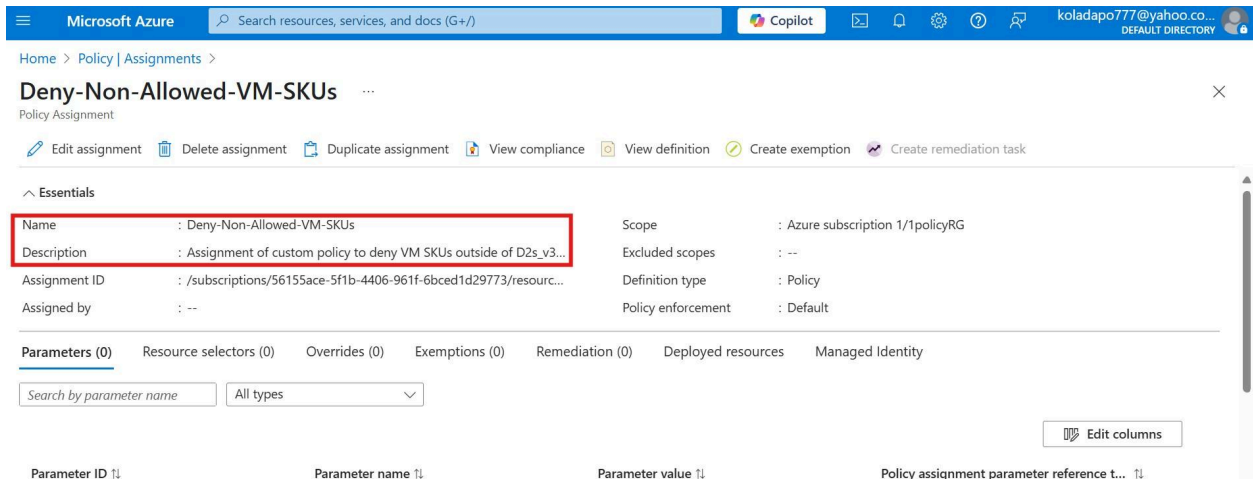 Microsoft Azure Search resources, services, and docs (G+/) Copilot koladapo777@yahoo.co...
DEFAULT DIRECTORY
Home > Policy | Assignments >
Deny-Non-Allowed-VM-SKUs ...
Policy Assignment
Edit assignment Delete assignment Duplicate assignment View compliance View definition Create exemption Create remediation task
Essentials
Name : Deny-Non-Allowed-VM-SKUs Scope : Azure subscription 1/1policyRG
Description : Assignment of custom policy to deny VM SKUs outside of D2s_v3... Excluded scopes : --
Assignment ID : /subscriptions/56155ace-5f1b-4406-961f-6bced1d29773/resourc... Definition type : Policy
Assigned by : -- Policy enforcement : Default
Parameters (0) Resource selectors (0) Overrides (0) Exemptions (0) Remediation (0) Deployed resources Managed Identity
Search by parameter name All types
Edit columns
Parameter ID ↑↓ Parameter name ↑↓ Parameter value ↑↓ Policy assignment parameter reference t... ↑↓